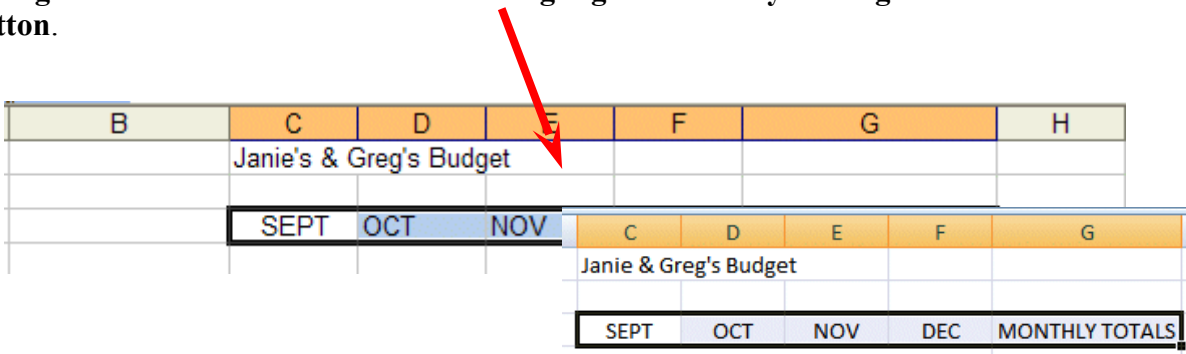 tton.
B C D E F G H
Janie's & Greg's Budget
SEPT OCT NOV
C D E F G
Janie & Greg's Budget
SEPT OCT NOV DEC MONTHLY TOTALS